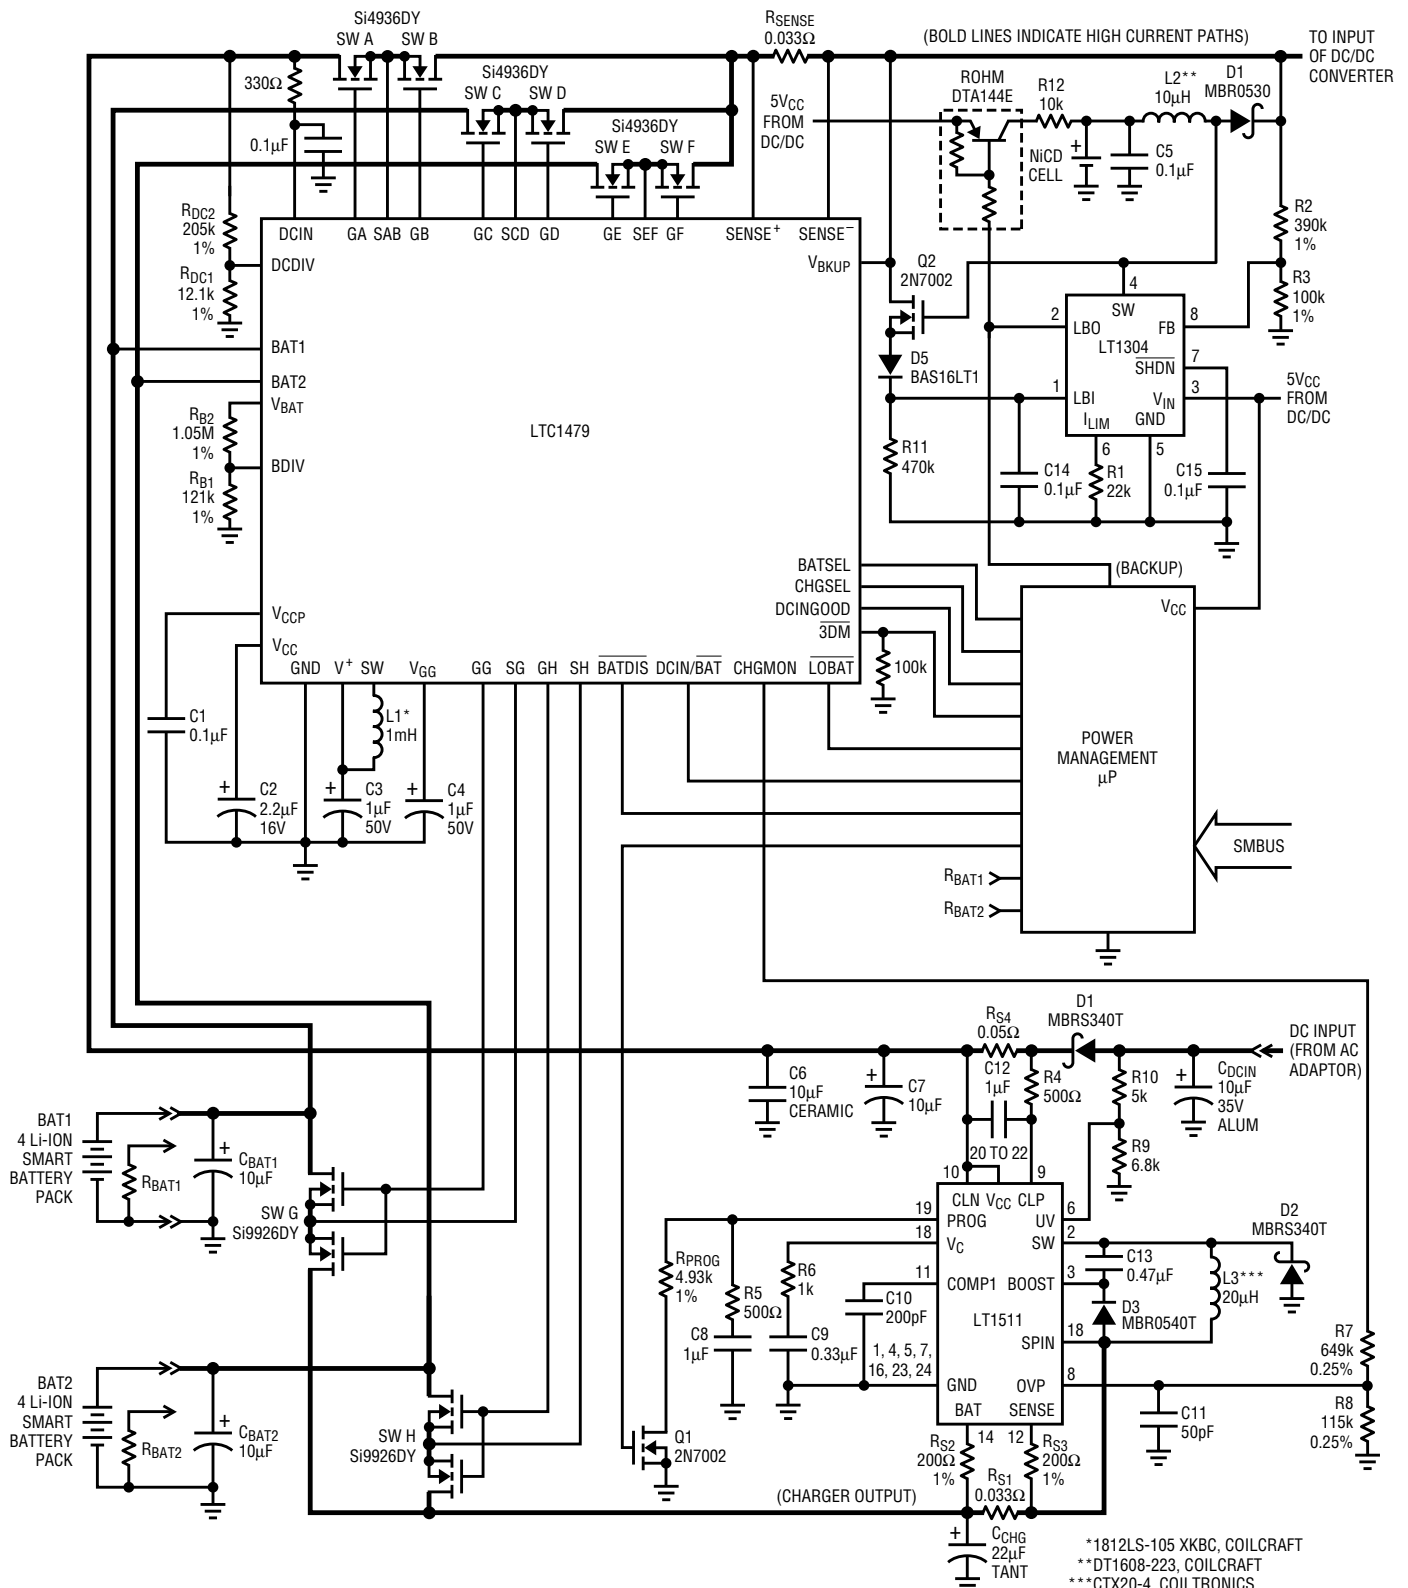 Si4936DY
SW A
SW B
RSENSE
0.033Ω
(BOLD LINES INDICATE HIGH CURRENT PATHS)
TO INPUT
OF DC/DC
CONVERTER
330Ω
0.1µF
Si4936DY
SW C
SW D
Si4936DY
SW E
SW F
5VCC
FROM
DC/DC
ROHM
DTA144E
R12
10k
L2**
10µH
D1
MBR0530
NiCD
CELL
C5
0.1µF
RDC2
205k
1%
RDC1
12.1k
1%
DCIN
GA
SAB
GB
GC
SCD
GD
GE
SEF
GF
SENSE+
SENSE–
DCDIV
VBKUP
BAT1
BAT2
VBAT
BDIV
RB2
1.05M
1%
RB1
121k
1%
LTC1479
Q2
2N7002
D5
BAS16LT1
R2
390k
1%
R3
100k
1%
4
SW
2
LBO
FB
8
LT1304
SHDN
7
1
LBI
VIN
3
ILIM
GND
6
5
5VCC
FROM
DC/DC
R11
470k
C14
0.1µF
R1
22k
C15
0.1µF
BATSEL
CHGSEL
DCINGOOD
3DM
(BACKUP)
VCC
100k
VCCP
VCC
GND
V+
SW
VGG
GG
SG
GH
SH
BATDIS
DCIN/BAT
CHGMON
LOBAT
C1
0.1µF
L1*
1mH
+
C2
2.2µF
16V
+
C3
1µF
50V
+
C4
1µF
50V
POWER
MANAGEMENT
µP
SMBUS
RBAT1
RBAT2
DC INPUT
(FROM AC
ADAPTOR)
D1
MBRS340T
RS4
0.05Ω
C6
10µF
CERAMIC
+
C7
10µF
C12
1µF
R4
500Ω
R10
5k
+
CDCIN
10µF
35V
ALUM
R9
6.8k
BAT1
4 Li-ION
SMART
BATTERY
PACK
RBAT1
+
CBAT1
10µF
SW G
Si9926DY
20 TO 22
10
9
CLN
VCC
CLP
19
PROG
UV
6
18
VC
SW
2
11
COMP1
BOOST
3
LT1511
SPIN
18
1, 4, 5, 7,
16, 23, 24
GND
OVP
8
BAT
SENSE
14
12
D2
MBRS340T
C13
0.47µF
L3***
20µH
D3
MBR0540T
RPROG
4.93k
1%
R5
500Ω
C8
1µF
R6
1k
C9
0.33µF
C10
200pF
R7
649k
0.25%
R8
115k
0.25%
C11
50pF
BAT2
4 Li-ION
SMART
BATTERY
PACK
RBAT2
+
CBAT2
10µF
SW H
Si9926DY
Q1
2N7002
RS2
200Ω
1%
RS3
200Ω
1%
RS1
0.033Ω
(CHARGER OUTPUT)
+
CCHG
22µF
TANT
*1812LS-105 XKBC, COILCRAFT
**DT1608-223, COILCRAFT
***CTX20-4, COILTRONICS